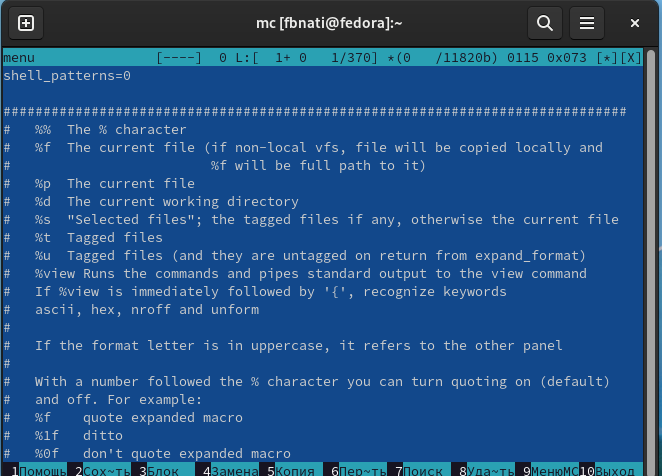 mc [fbnati@fedora]:~
menu [----] 0 L:[ 1+ 0 1/370] *(0 /11820b) 0115 0x073 [*][X]
shell_patterns=0
##############################################################################
# %% The % character
# %f The current file (if non-local vfs, file will be copied locally and
# %f will be full path to it)
# %p The current file
# %d The current working directory
# %s "Selected files"; the tagged files if any, otherwise the current file
# %t Tagged files
# %u Tagged files (and they are untagged on return from expand_format)
# %view Runs the commands and pipes standard output to the view command
# If %view is immediately followed by '{', recognize keywords
# ascii, hex, nroff and unform
#
# If the format letter is in uppercase, it refers to the other panel
#
# With a number followed the % character you can turn quoting on (default)
# and off. For example:
# %f quote expanded macro
# %1f ditto
# %0f don't quote expanded macro
1Помощь 2Сох~ть 3Блок 4Замена 5Копия 6Пер~ть 7Поиск 8Уда~ть 9МенюMC 10Выход